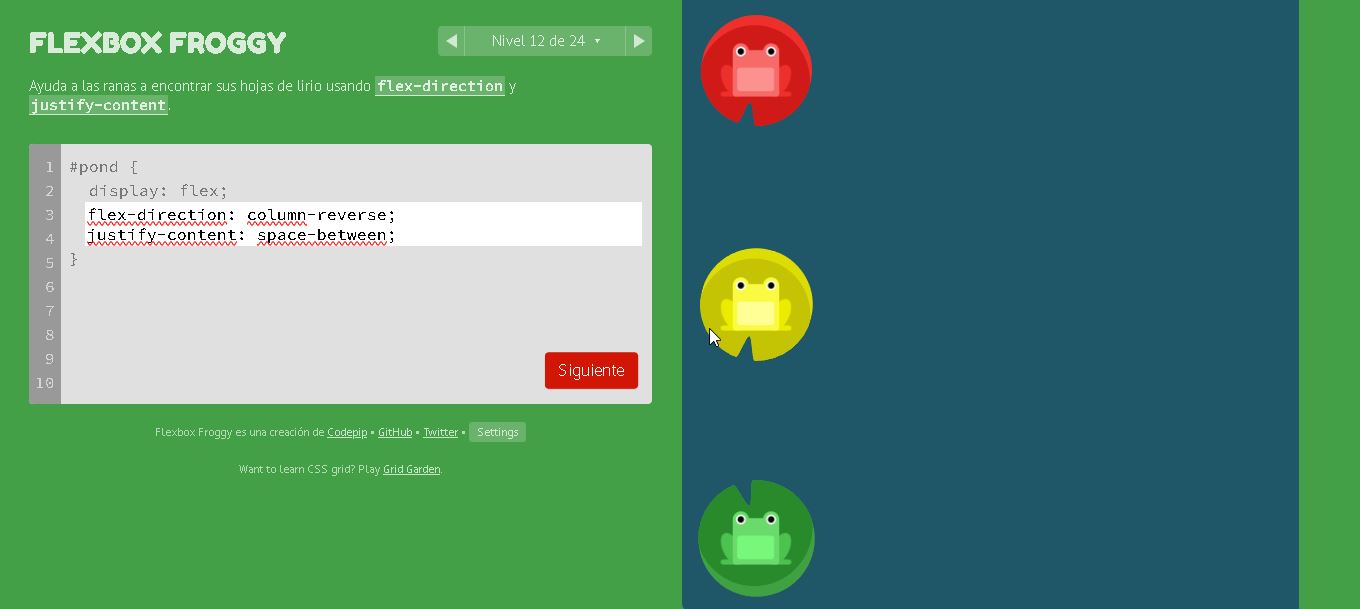 FLEXBOX FROGGY
Nivel 12 de 24
Ayuda a las ranas a encontrar sus hojas de lirio usando flex-direction y
justify-content.
1 #pond {
2 display: flex;
3 flex-direction: column-reverse;
4 justify-content: space-between;
5 }
6
7
8
9
10
Siguiente
Flexbox Froggy es una creación de Codepip • GitHub • Twitter • Settings
Want to learn CSS grid? Play Grid Garden.